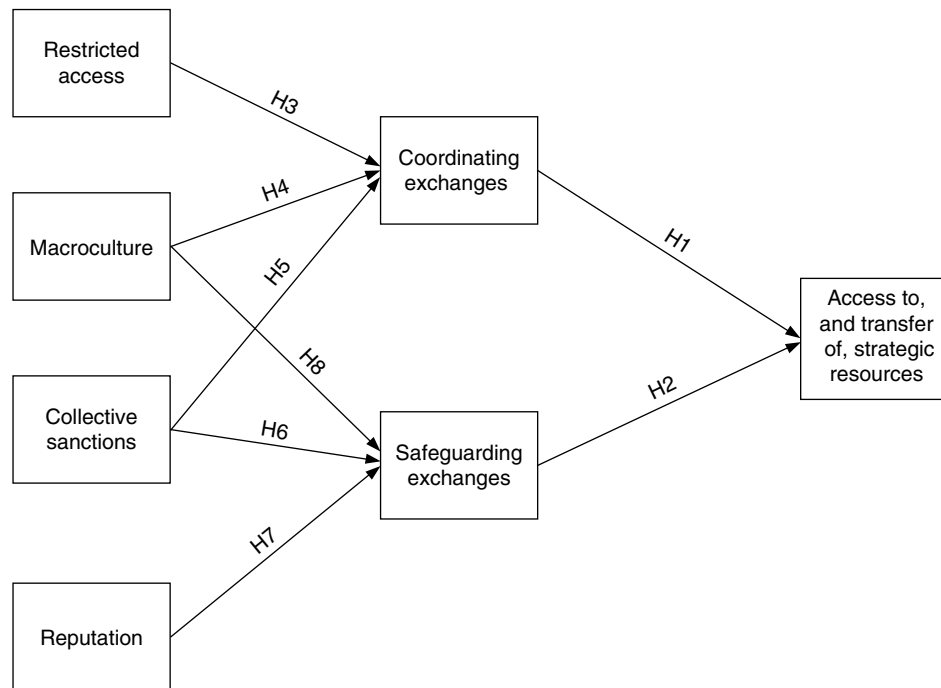 Restricted
access
H3
Coordinating
exchanges
Macroculture
H4
H5
H1
H8
Access to,
and transfer
of, strategic
resources
Collective
sanctions
H6
H2
Safeguarding
exchanges
H7
Reputation